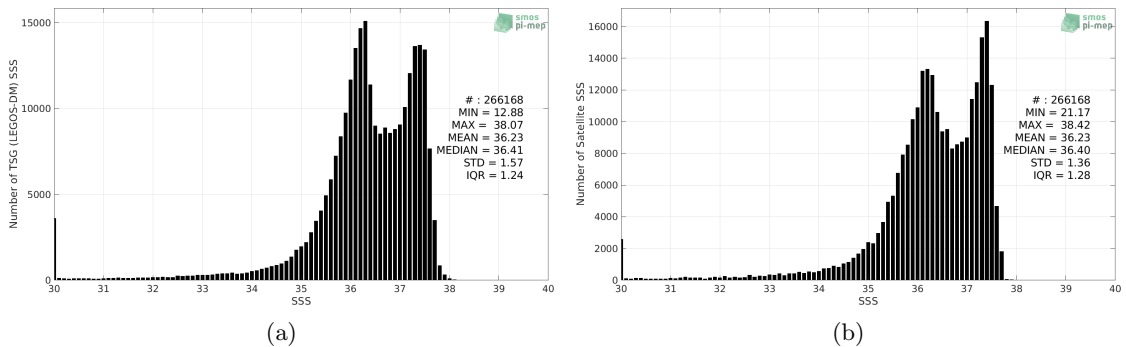 15000
10000
5000
0
Number of TSG (LEGOS-DM) SSS
smos
pi-mep
# : 266168
MIN = 12.88
MAX = 38.07
MEAN = 36.23
MEDIAN = 36.41
STD = 1.57
IQR = 1.24
30 31 32 33 34 35 36 37 38 39 40
SSS
(a)
16000
14000
12000
10000
8000
6000
4000
2000
0
Number of Satellite SSS
smos
pi-mep
# : 266168
MIN = 21.17
MAX = 38.42
MEAN = 36.23
MEDIAN = 36.40
STD = 1.36
IQR = 1.28
30 31 32 33 34 35 36 37 38 39 40
SSS
(b)